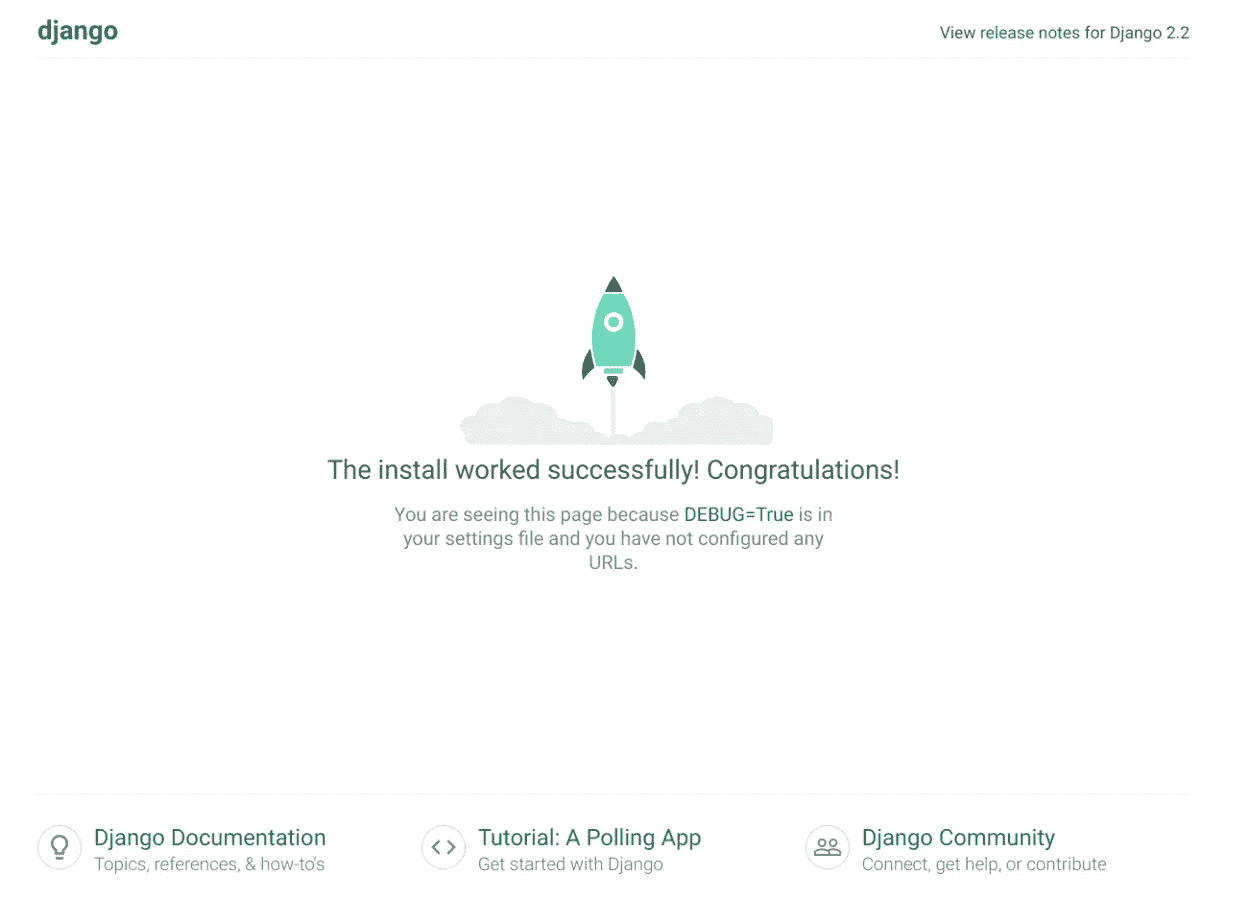 django
View release notes for Django 2.2
The install worked successfully! Congratulations!
You are seeing this page because DEBUG=True is in
your settings file and you have not configured any
URLs.
Django Documentation
Topics, references, & how-to's
Tutorial: A Polling App
Get started with Django
Django Community
Connect, get help, or contribute